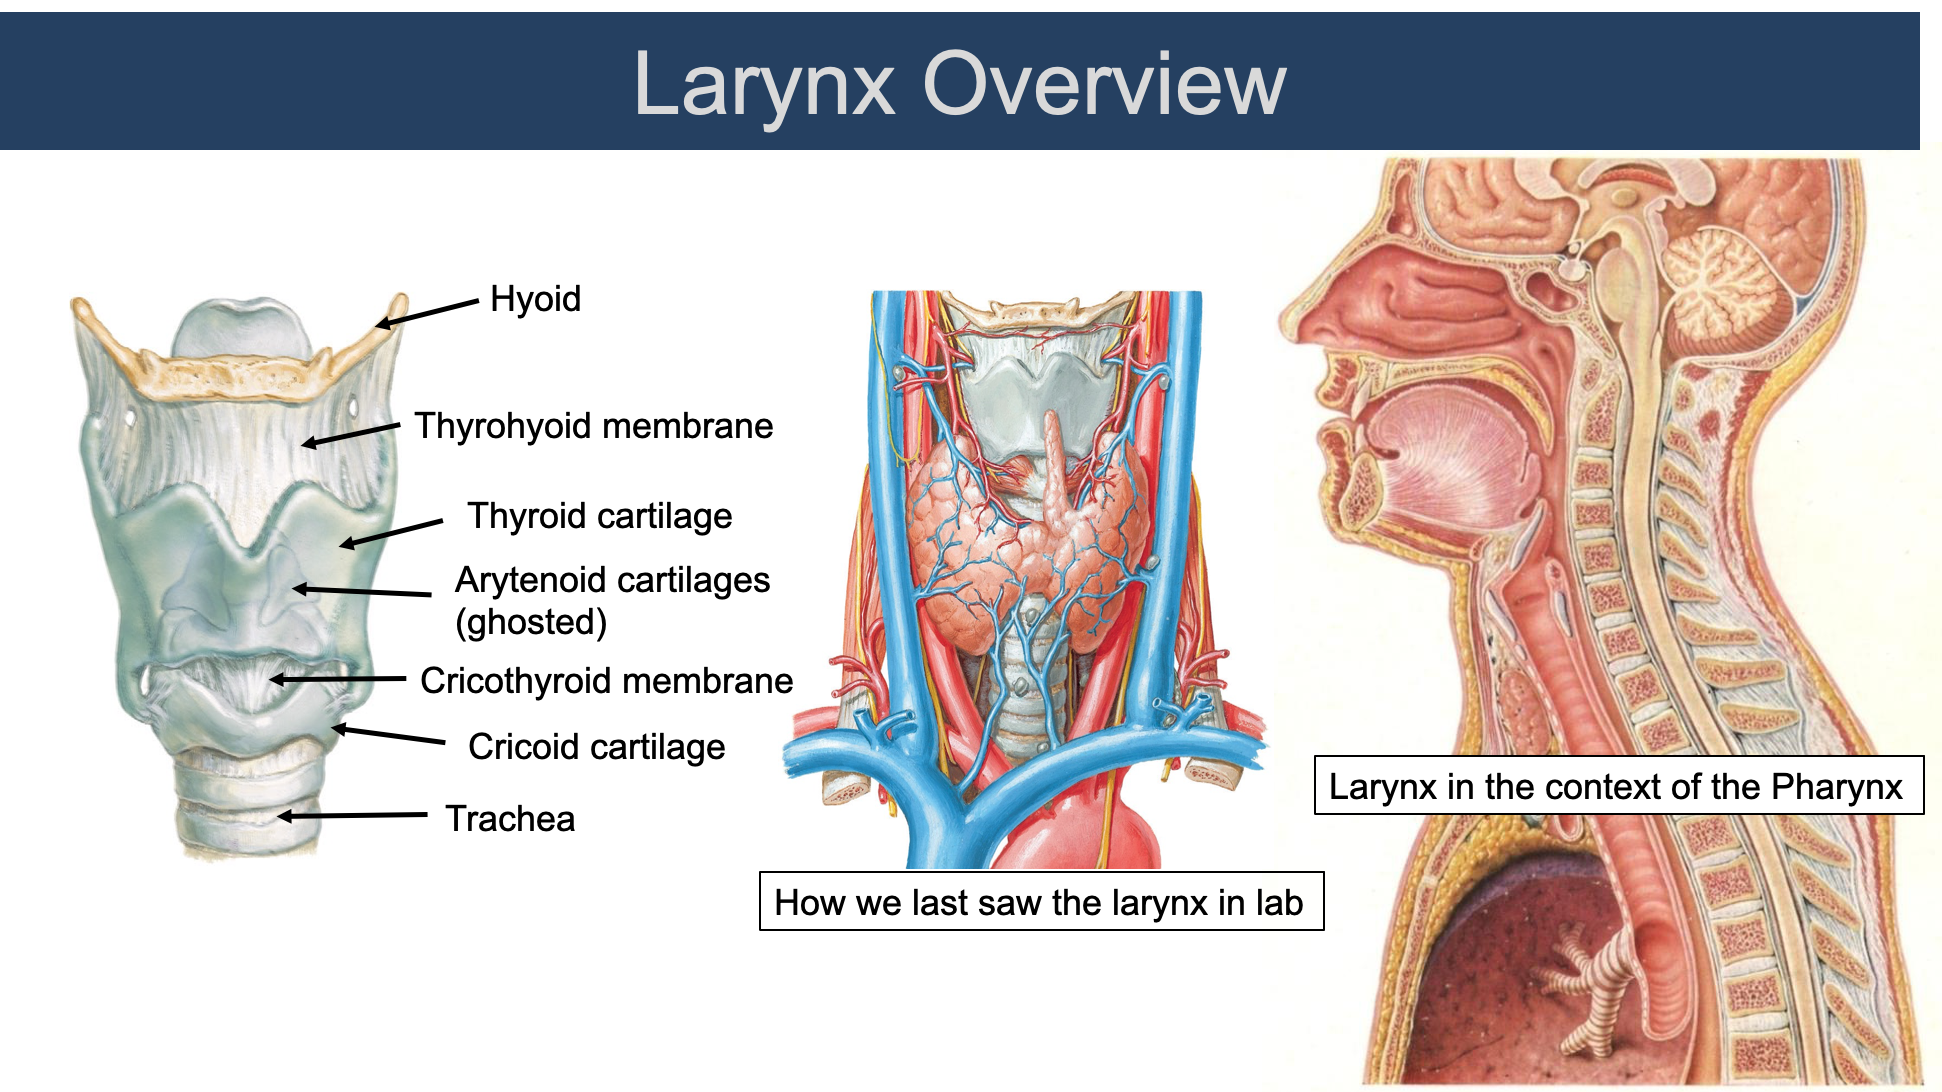 Larynx Overview
Hyoid
Thyrohyoid membrane
Thyroid cartilage
Arytenoid cartilages
(ghosted)
Cricothyroid membrane
Cricoid cartilage
Trachea
How we last saw the larynx in lab
Larynx in the context of the Pharynx